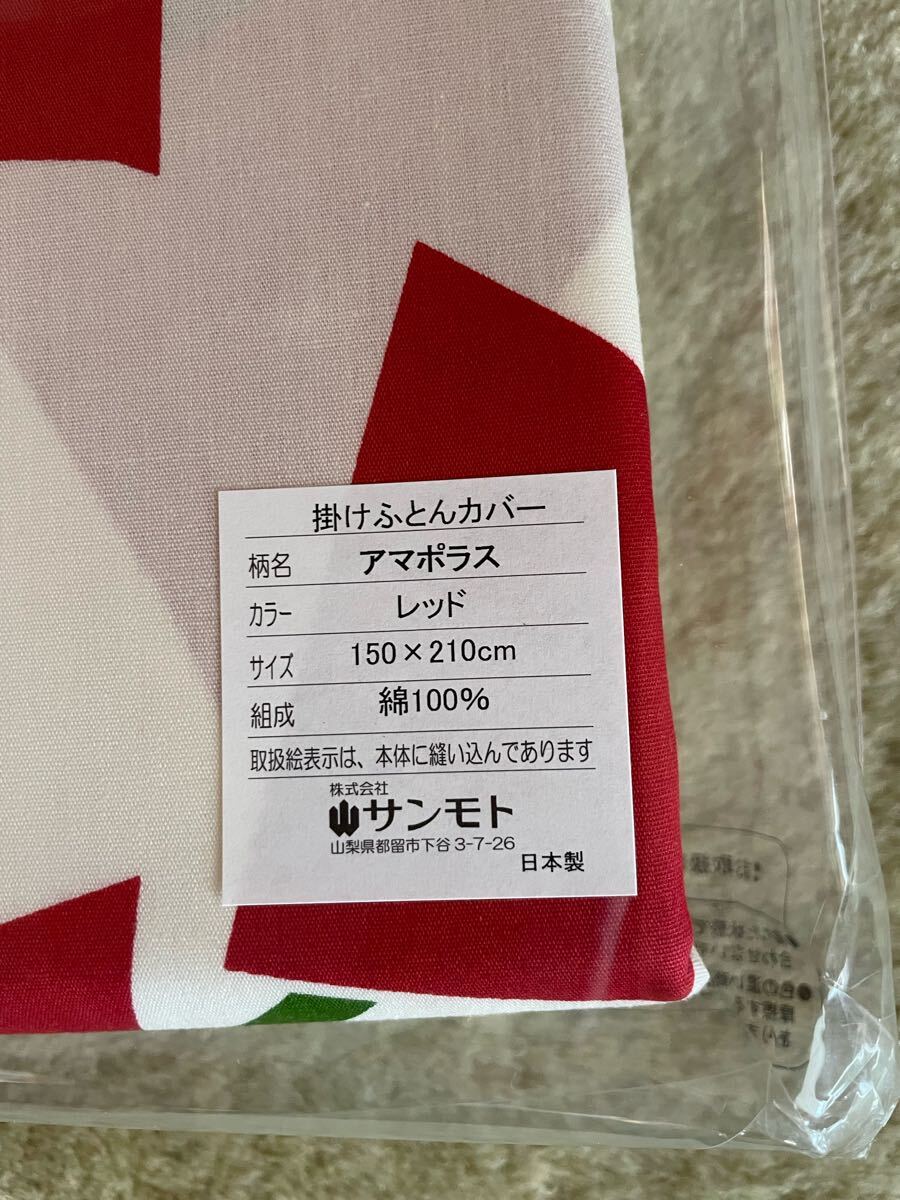 掛けふとんカバー
柄名 アマポラス
カラー レッド
サイズ 150×210cm
組成 綿100%
取扱絵表示は、本体に縫い込んであります
株式会社
サンモト
山梨県都留市下谷3-7-26
日本製